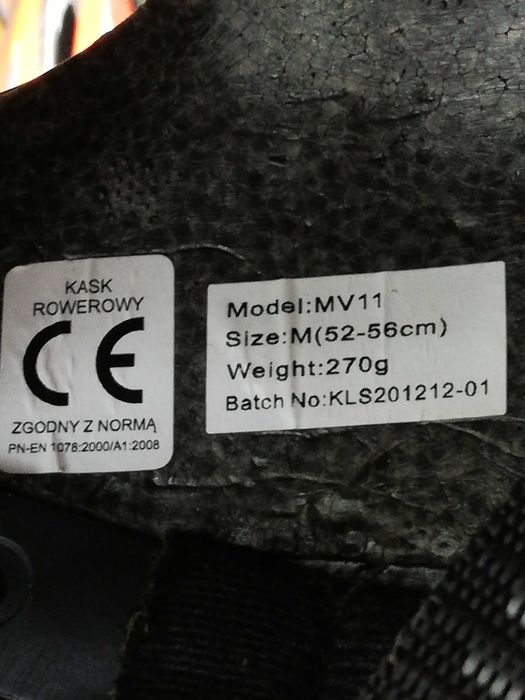 KASK
ROWEROWY
CE
ZGODNY Z NORMĄ
PN-EN 1078:2000/A1:2008
Model:MV11
Size:M(52-56cm)
Weight:270g
Batch No:KLS201212-01